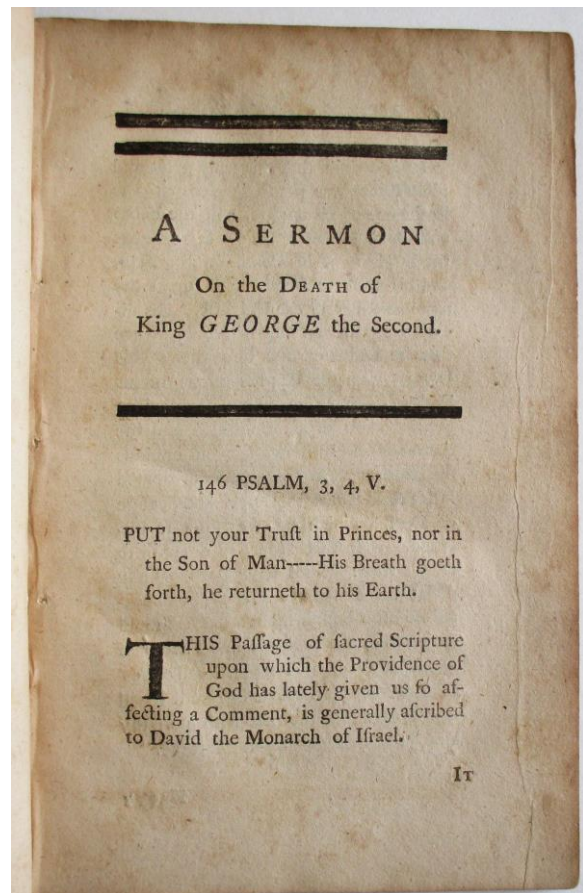 A SERMON
On the DEATH of
King GEORGE the Second.
146 PSALM, 3, 4, V.
PUT not your Truſt in Princes, nor in
the Son of Man-----His Breath goeth
forth, he returneth to his Earth.
THIS Paſſage of ſacred Scripture
upon which the Providence of
God has lately given us ſo af-
fecting a Comment, is generally aſcribed
to David the Monarch of Iſrael.
IT